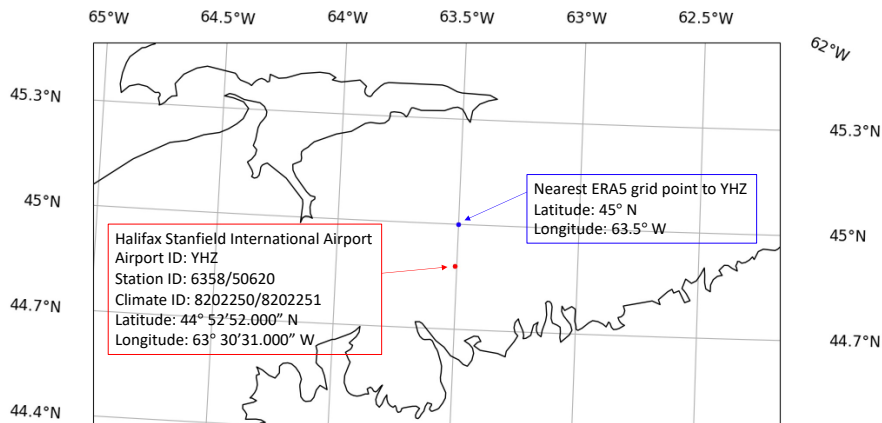 65°W 64.5°W 64°W 63.5°W 63°W 62.5°W
62°W
45.3°N
45.3°N
Nearest ERA5 grid point to YHZ
Latitude: 45° N
Longitude: 63.5° W
45°N
45°N
Halifax Stanfield International Airport
Airport ID: YHZ
Station ID: 6358/50620
Climate ID: 8202250/8202251
Latitude: 44° 52’52.000” N
Longitude: 63° 30’31.000” W
44.7°N
44.7°N
44.4°N